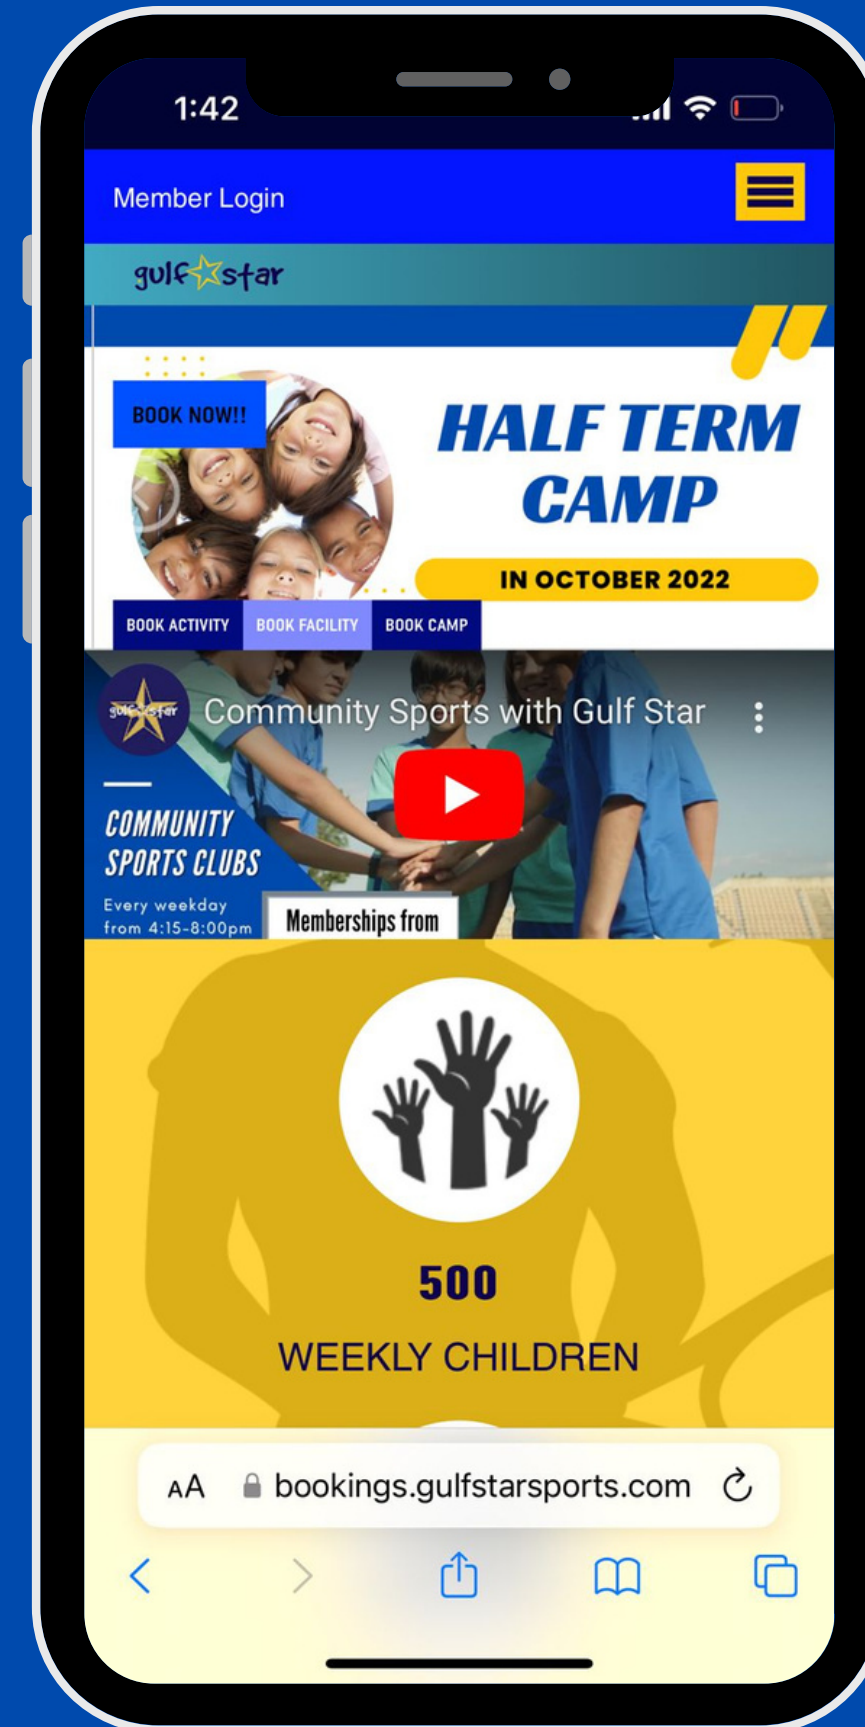 1:42
Member Login
gulf star
BOOK NOW!!
HALF TERM
CAMP
IN OCTOBER 2022
BOOK ACTIVITY BOOK FACILITY BOOK CAMP
gulf star
Community Sports with Gulf Star
COMMUNITY
SPORTS CLUBS
Every weekday
from 4:15-8:00pm
Memberships from
500
WEEKLY CHILDREN
AA bookings.gulfstarsports.com